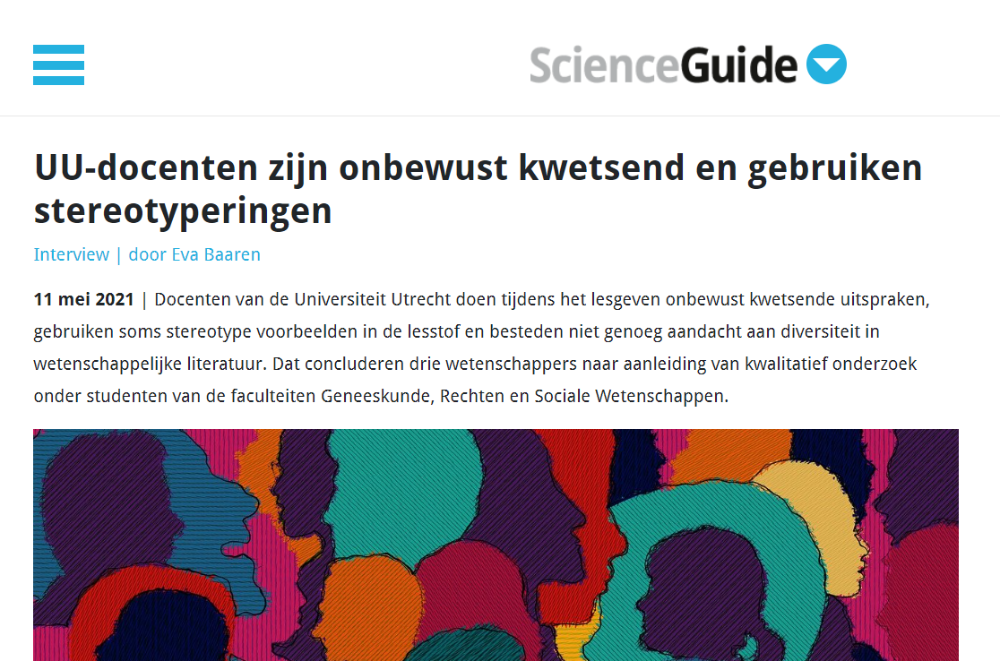 ScienceGuide
UU-docenten zijn onbewust kwetsend en gebruiken
stereotyperingen
Interview | door Eva Baaren
11 mei 2021 | Docenten van de Universiteit Utrecht doen tijdens het lesgeven onbewust kwetsende uitspraken,
gebruiken soms stereotype voorbeelden in de lesstof en besteden niet genoeg aandacht aan diversiteit in
wetenschappelijke literatuur. Dat concluderen drie wetenschappers naar aanleiding van kwalitatief onderzoek
onder studenten van de faculteiten Geneeskunde, Rechten en Sociale Wetenschappen.